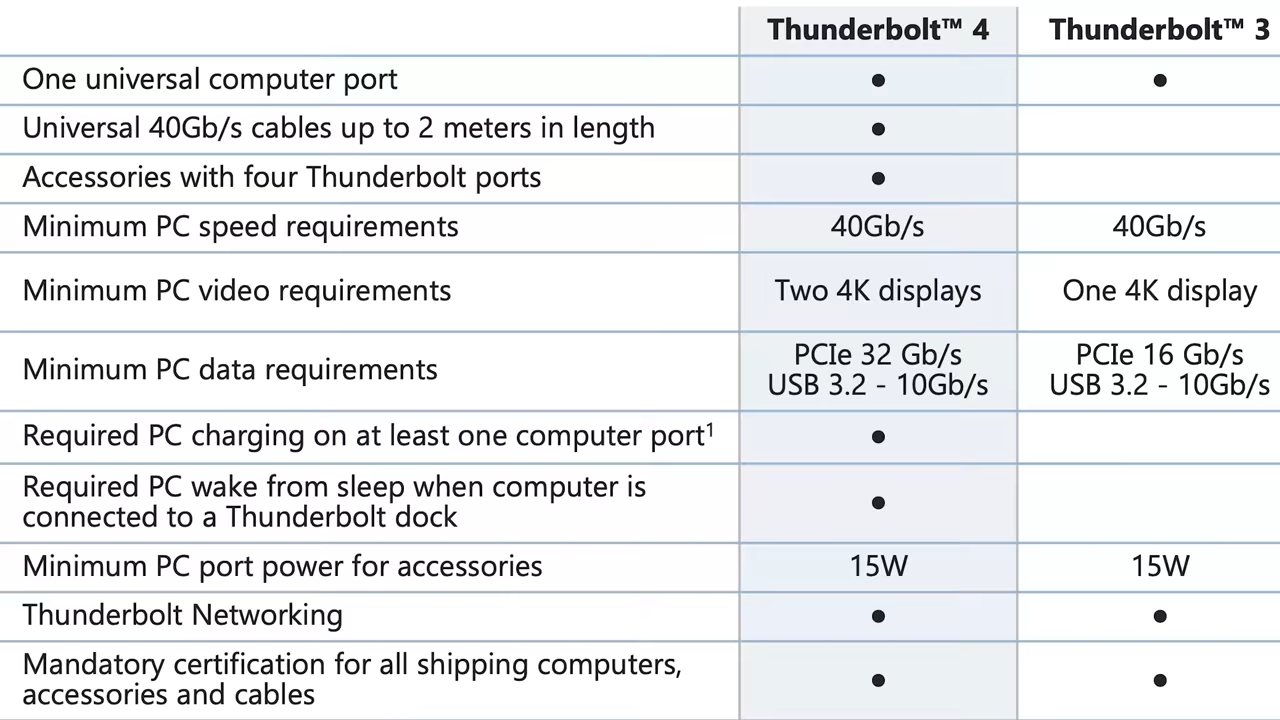 Thunderbolt™ 4 Thunderbolt™ 3
One universal computer port ● ●
Universal 40Gb/s cables up to 2 meters in length ●
Accessories with four Thunderbolt ports ●
Minimum PC speed requirements 40Gb/s 40Gb/s
Minimum PC video requirements Two 4K displays One 4K display
Minimum PC data requirements PCIe 32 Gb/s PCIe 16 Gb/s
USB 3.2 - 10Gb/s USB 3.2 - 10Gb/s
Required PC charging on at least one computer port¹ ●
Required PC wake from sleep when computer is
connected to a Thunderbolt dock ●
Minimum PC port power for accessories 15W 15W
Thunderbolt Networking ● ●
Mandatory certification for all shipping computers,
accessories and cables ● ●